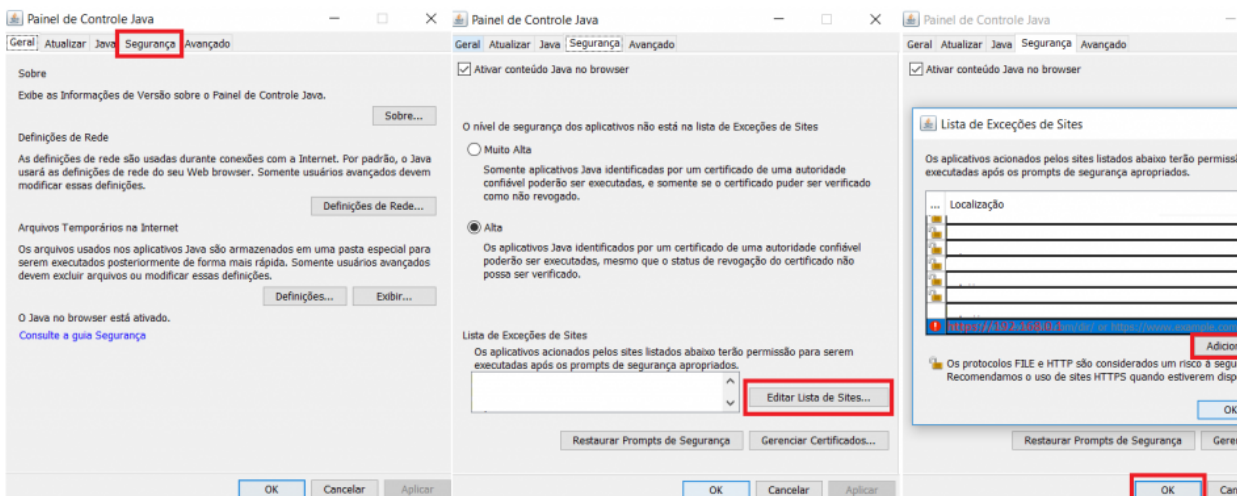 Painel de Controle Java
Geral Atualizar Java Segurança Avançado
Sobre
Exibe as Informações de Versão sobre o Painel de Controle Java.
Sobre...
Definições de Rede
As definições de rede são usadas durante conexões com a Internet. Por padrão, o Java
usará as definições de rede do seu Web browser. Somente usuários avançados devem
modificar essas definições.
Definições de Rede...
Arquivos Temporários na Internet
Os arquivos usados nos aplicativos Java são armazenados em uma pasta especial para
serem executados posteriormente de forma mais rápida. Somente usuários avançados
devem excluir arquivos ou modificar essas definições.
Definições... Exibir...
O Java no browser está ativado.
Consulte a guia Segurança
OK Cancelar Aplicar
Painel de Controle Java
Geral Atualizar Java Segurança Avançado
Ativar conteúdo Java no browser
O nível de segurança dos aplicativos não está na lista de Exceções de Sites
Muito Alta
Somente aplicativos Java identificadas por um certificado de uma autoridade
confiável poderão ser executadas, e somente se o certificado puder ser verificado
como não revogado.
Alta
Os aplicativos Java identificados por um certificado de uma autoridade confiável
poderão ser executadas, mesmo que o status de revogação do certificado não
possa ser verificado.
Lista de Exceções de Sites
Os aplicativos acionados pelos sites listados abaixo terão permissão para serem
executadas após os prompts de segurança apropriados.
Editar Lista de Sites...
Restaurar Prompts de Segurança Gerenciar Certificados...
OK Cancelar Aplicar
Painel de Controle Java
Geral Atualizar Java Segurança Avançado
Ativar conteúdo Java no browser
Lista de Exceções de Sites
Os aplicativos acionados pelos sites listados abaixo terão permiss
executadas após os prompts de segurança apropriados.
... Localização
or https://www.example.com
Adicion
Os protocolos FILE e HTTP são considerados um risco à segu
Recomendamos o uso de sites HTTPS quando estiverem disp
OK
Restaurar Prompts de Segurança Gere
OK Can